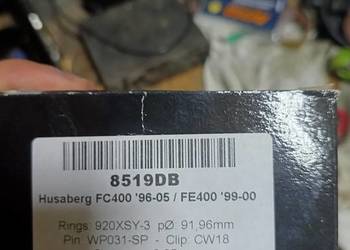 8519DB
Husaberg FC400 '96-05 / FE400 '99-00
Rings: 920XSY-3 pØ: 91,96mm
Pin: WP031-SP - Clip: CW18